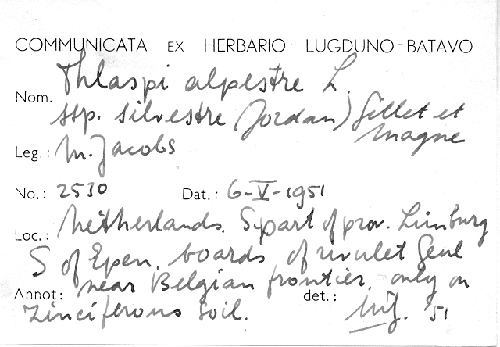 COMMUNICATA EX HERBARIO LUGDUNO-BATAVO
Nom. Thlaspi alpestre L.
ssp. silvestre (Jordan) Gillet et Magne
Leg.: M. Jacobs
No.: 2530 Dat.: 6-V-1951
Loc.: Netherlands. S part of prov. Limburg
S of Epen, boards of rivulet Geul
near Belgian frontier, only on
Annot: zinciferous soil. det.: MJ. '51